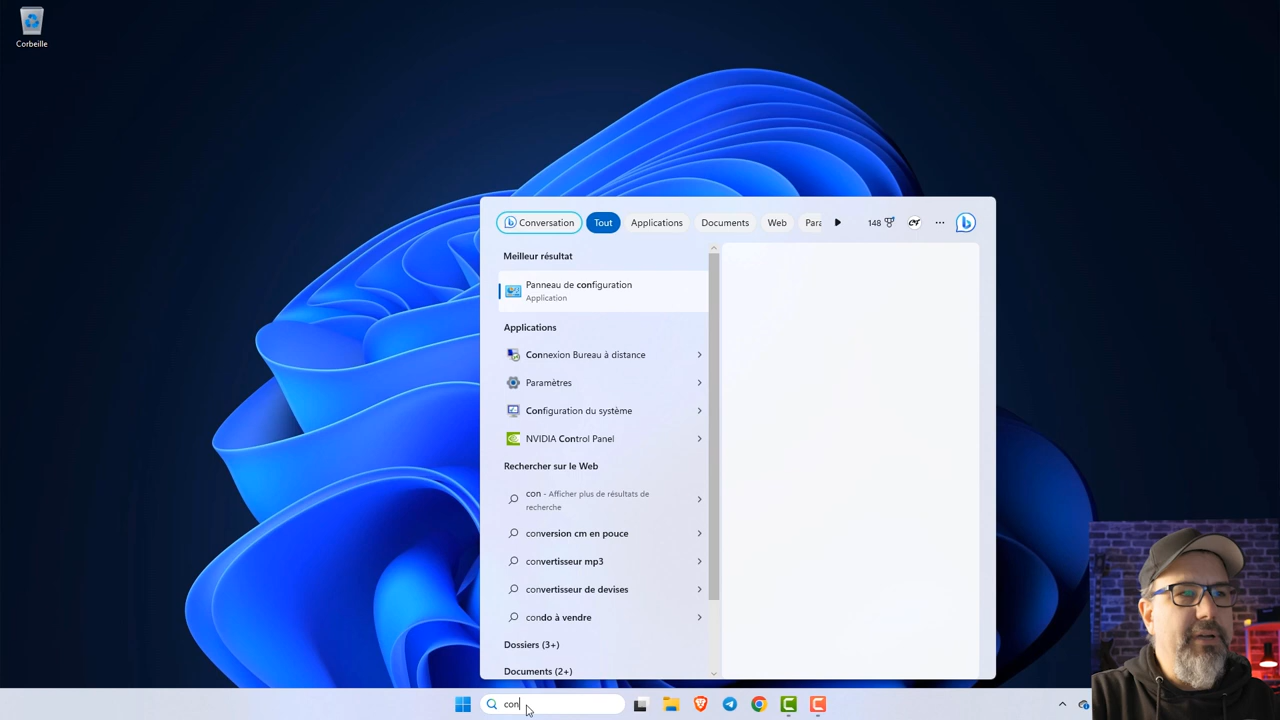 Corbeille
Conversation
Tout
Applications
Documents
Web
Para
148
Meilleur résultat
Panneau de configuration
Application
Applications
Connexion Bureau à distance
Paramètres
Configuration du système
NVIDIA Control Panel
Rechercher sur le Web
con - Afficher plus de résultats de
recherche
conversion cm en pouce
convertisseur mp3
convertisseur de devises
condo à vendre
Dossiers (3+)
Documents (2+)
con